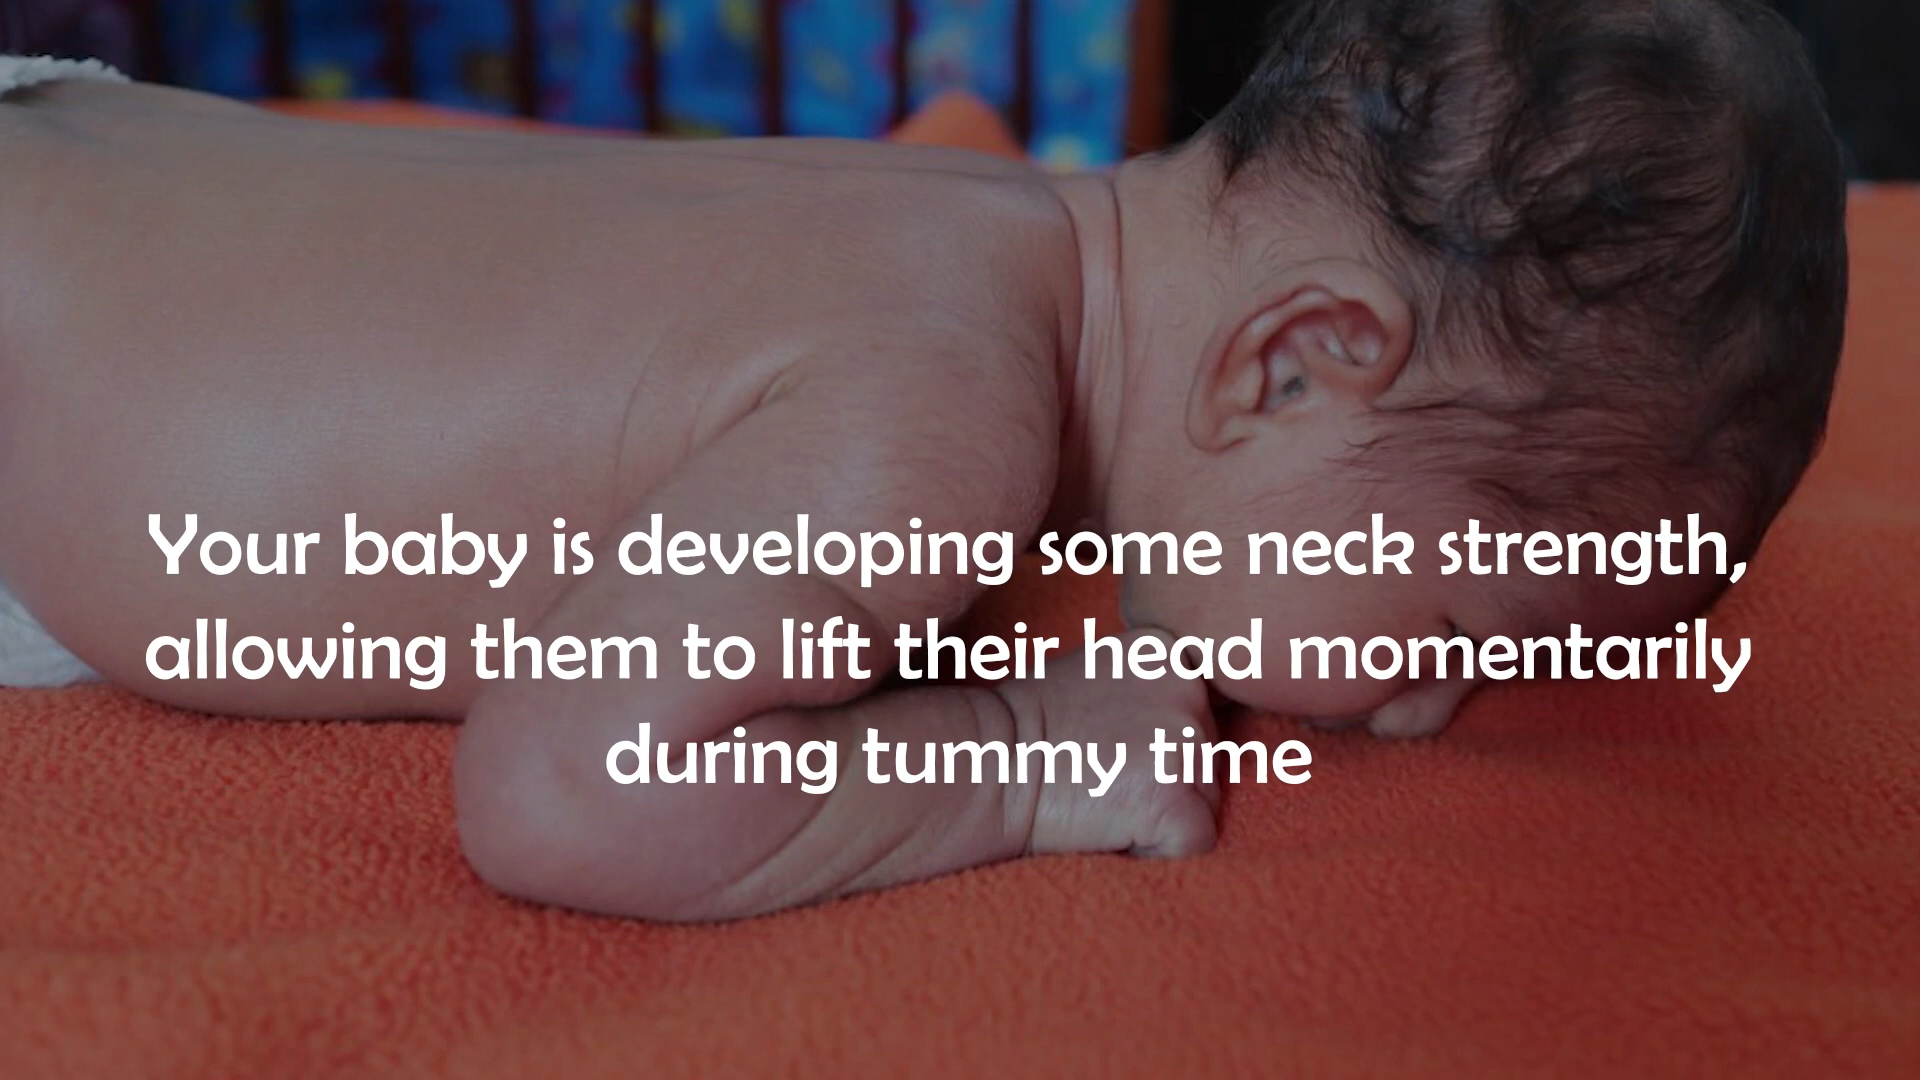 Your baby is developing some neck strength,
allowing them to lift their head momentarily
during tummy time